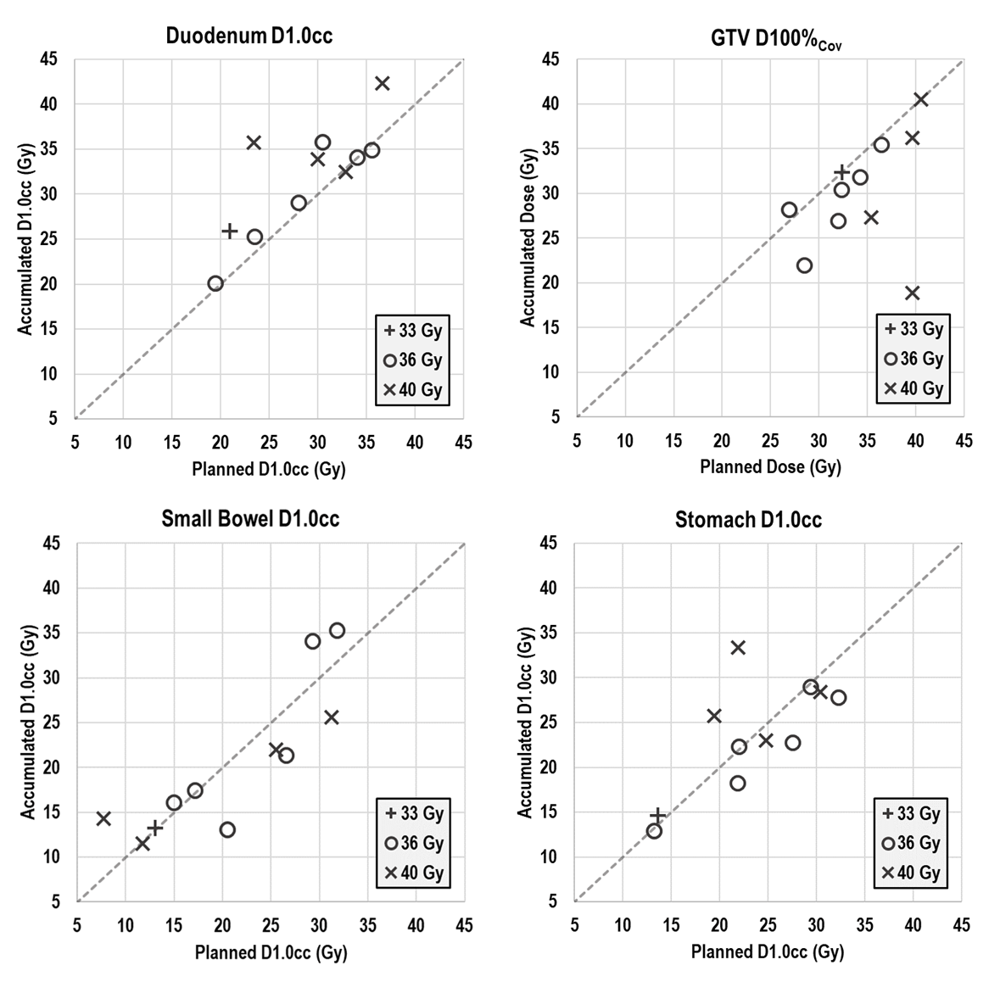 Duodenum D1.0cc
45
40
35
30
25
20
15
10
5
Accumulated D1.0cc (Gy)
33 Gy
36 Gy
40 Gy
5 10 15 20 25 30 35 40 45
Planned D1.0cc (Gy)
GTV D100%Cov
45
40
35
30
25
20
15
10
5
Accumulated Dose (Gy)
33 Gy
36 Gy
40 Gy
5 10 15 20 25 30 35 40 45
Planned Dose (Gy)
Small Bowel D1.0cc
45
40
35
30
25
20
15
10
5
Accumulated D1.0cc (Gy)
33 Gy
36 Gy
40 Gy
5 10 15 20 25 30 35 40 45
Planned D1.0cc (Gy)
Stomach D1.0cc
45
40
35
30
25
20
15
10
5
Accumulated D1.0cc (Gy)
33 Gy
36 Gy
40 Gy
5 10 15 20 25 30 35 40 45
Planned D1.0cc (Gy)